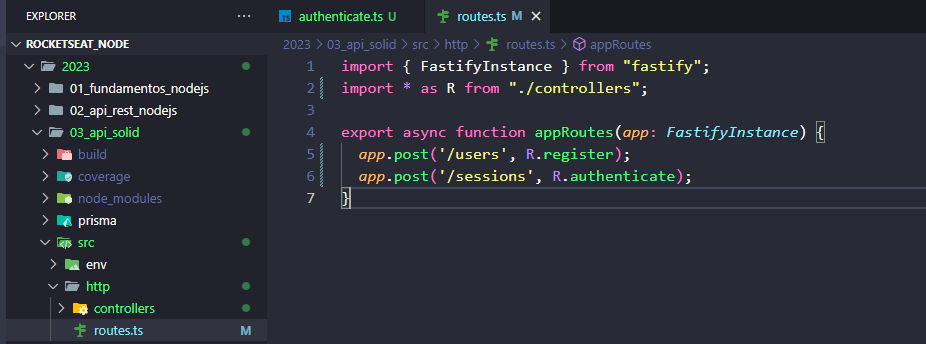 EXPLORER ...
ROCKETSEAT_NODE
2023
01_fundamentos_nodejs
02_api_rest_nodejs
03_api_solid
build
coverage
node_modules
prisma
src
env
http
controllers
routes.ts M
authenticate.ts U
routes.ts M
2023 > 03_api_solid > src > http > routes.ts > appRoutes
1 import { FastifyInstance } from "fastify";
2 import * as R from "./controllers";
3
4 export async function appRoutes(app: FastifyInstance) {
5 app.post('/users', R.register);
6 app.post('/sessions', R.authenticate);
7 }